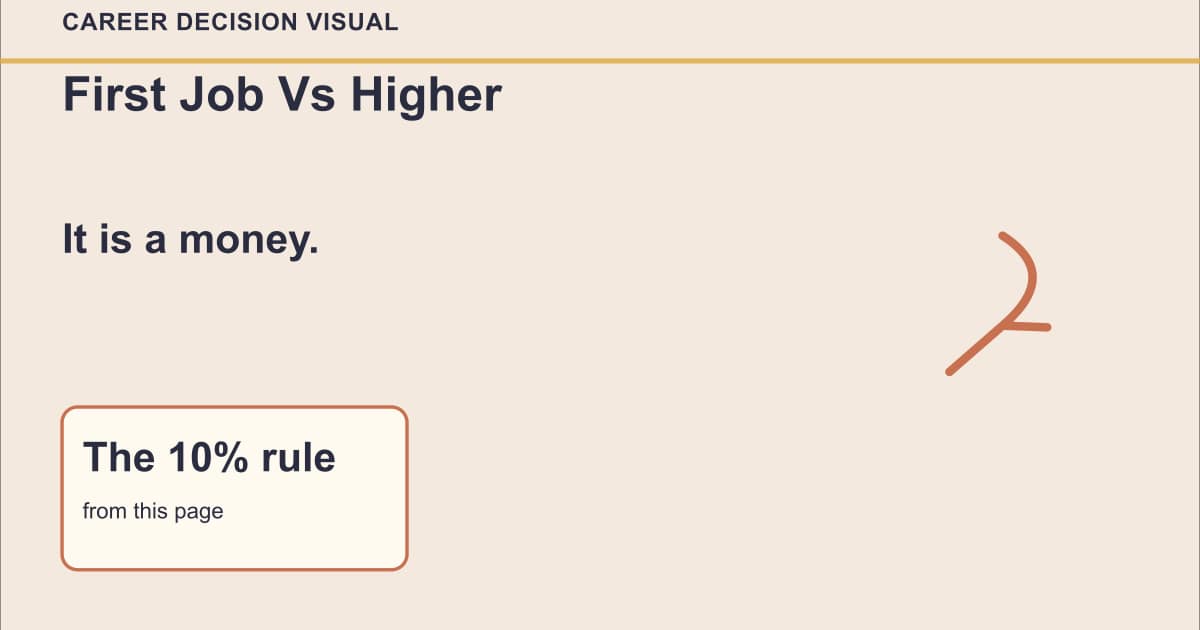 CAREER DECISION VISUAL
First Job Vs Higher
It is a money.
The 10% rule
from this page